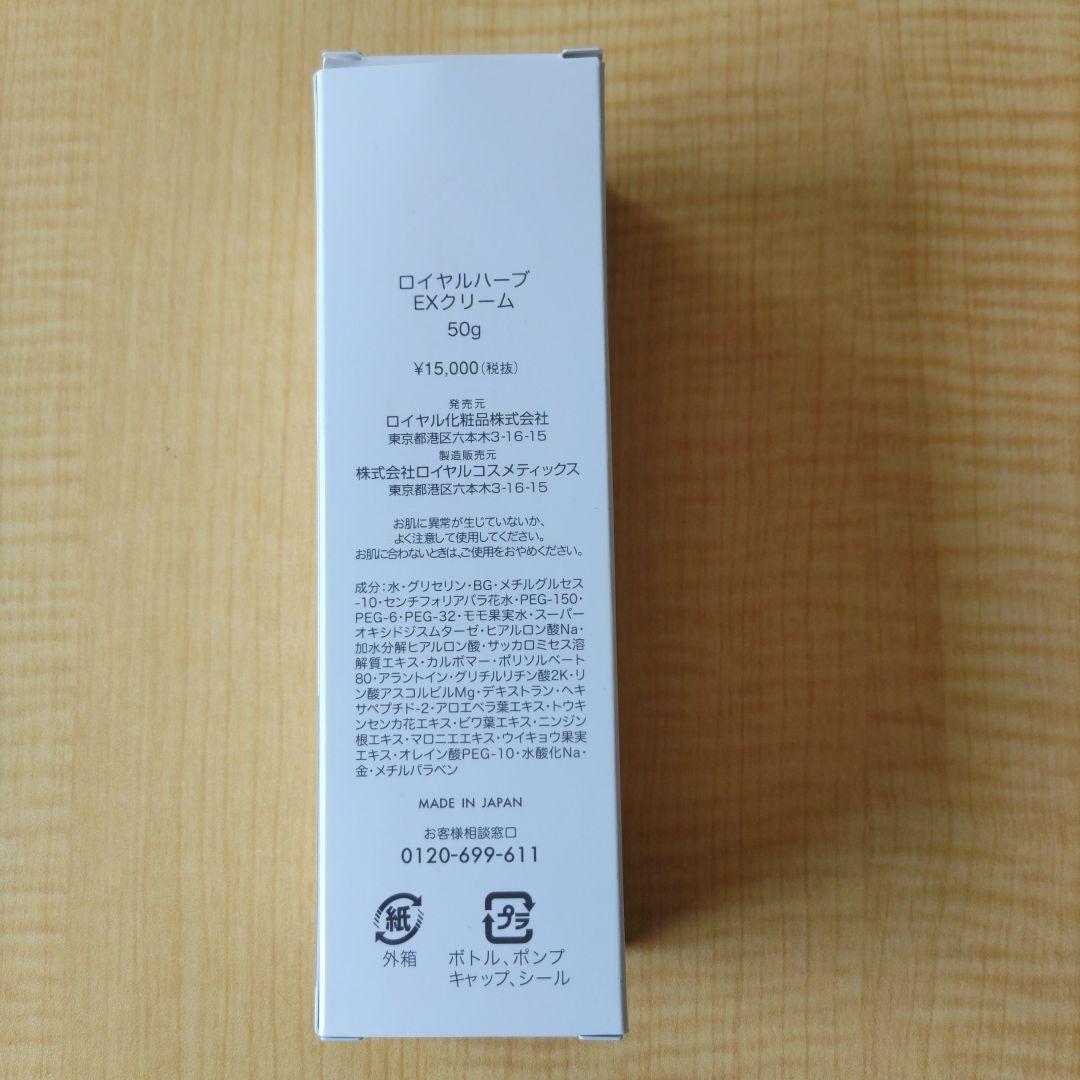 ロイヤルハーブ
EXクリーム
50g
¥15,000(税抜)
発売元
ロイヤル化粧品株式会社
東京都港区六本木3-16-15
製造販売元
株式会社ロイヤルコスメティックス
東京都港区六本木3-16-15
お肌に異常が生じていないか、
よく注意して使用してください。
お肌に合わないときは、ご使用をおやめください。
成分:水・グリセリン・BG・メチルグルセス
-10・センチフォリアバラ花水・PEG-150・
PEG-6・PEG-32・モモ果実水・スーパー
オキシドジスムターゼ・ヒアルロン酸Na・
加水分解ヒアルロン酸・サッカロミセス溶
解質エキス・カルボマー・ポリソルベート
80・アラントイン・グリチルリチン酸2K・リ
ン酸アスコルビルMg・デキストラン・ヘキ
サペプチド-2・アロエベラ葉エキス・トウキ
ンセンカ花エキス・ビワ葉エキス・ニンジン
根エキス・マロニエエキス・ウイキョウ果実
エキス・オレイン酸PEG-10・水酸化Na・
金・メチルパラベン
MADE IN JAPAN
お客様相談窓口
0120-699-611
紙
外箱
プラ
ボトル、ポンプ
キャップ、シール